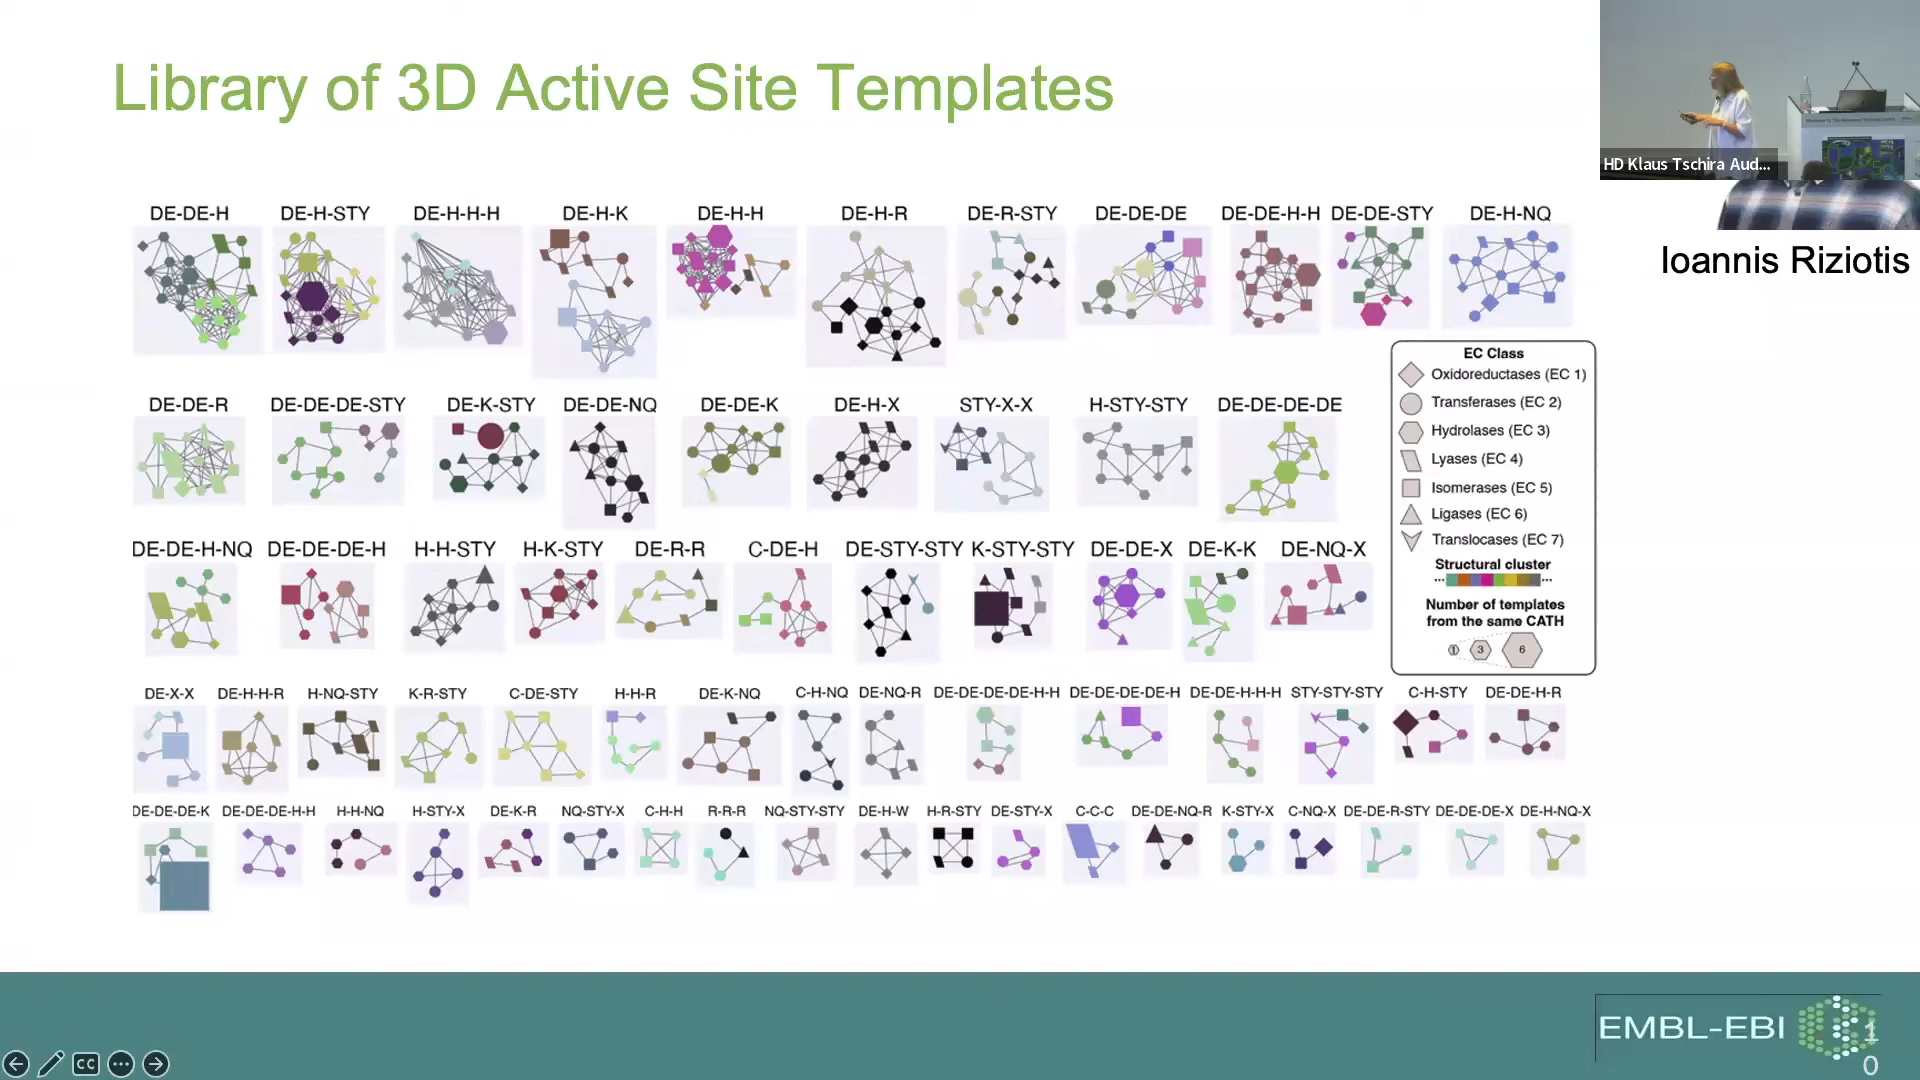 Library of 3D Active Site Templates
HD Klaus Tschira Aud...
Ioannis Riziotis
DE-DE-H DE-H-STY DE-H-H-H DE-H-K DE-H-H DE-H-R DE-R-STY DE-DE-DE DE-DE-H-H DE-DE-STY DE-H-NQ
DE-DE-R DE-DE-DE-STY DE-K-STY DE-DE-NQ DE-DE-K DE-H-X STY-X-X H-STY-STY DE-DE-DE-DE
DE-DE-H-NQ DE-DE-DE-H H-H-STY H-K-STY DE-R-R C-DE-H DE-STY-STY K-STY-STY DE-DE-X DE-K-K DE-NQ-X
DE-X-X DE-H-H-R H-NQ-STY K-R-STY C-DE-STY H-H-R DE-K-NQ C-H-NQ DE-NQ-R DE-DE-DE-DE-H-H DE-DE-DE-DE-H DE-DE-H-H-H STY-STY-STY C-H-STY DE-DE-H-R
DE-DE-DE-K DE-DE-DE-H-H H-H-NQ H-STY-X DE-K-R NQ-STY-X C-H-H R-R-R NQ-STY-STY DE-H-W H-R-STY DE-STY-X C-C-C DE-DE-NQ-R K-STY-X C-NQ-X DE-DE-R-STY DE-DE-DE-X DE-H-NQ-X
EC Class
Oxidoreductases (EC 1)
Transferases (EC 2)
Hydrolases (EC 3)
Lyases (EC 4)
Isomerases (EC 5)
Ligases (EC 6)
Translocases (EC 7)
Structural cluster
Number of templates
from the same CATH
1 3 6
EMBL-EBI
1
0
CC